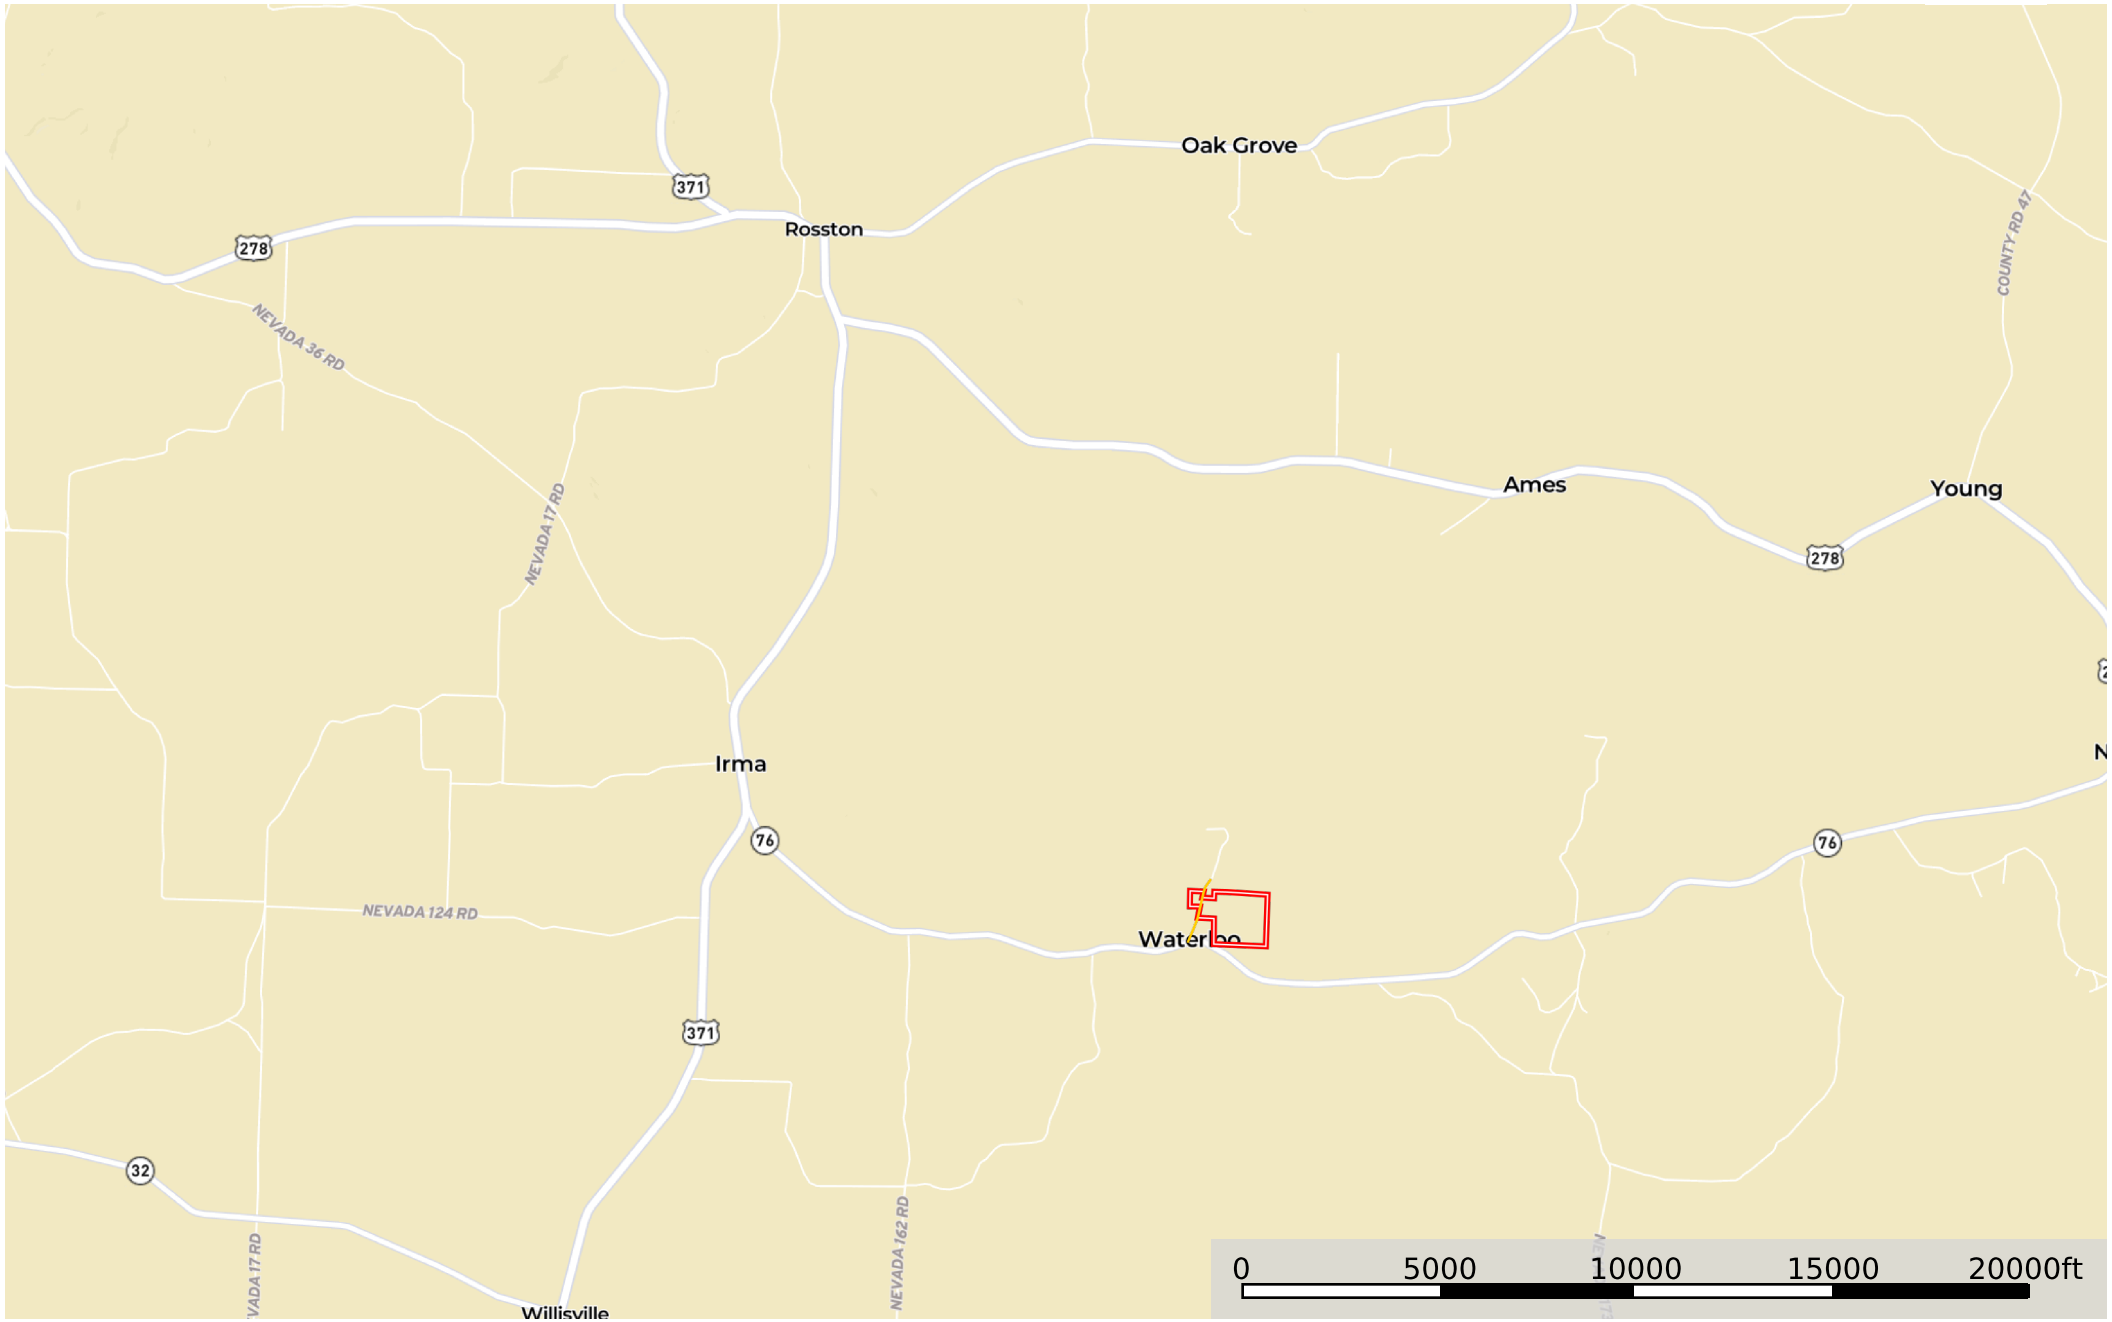 Oak Grove
371
Rosston
278
COUNTY RD 47
NEVADA 36 RD
NEVADA 17 RD
Ames
Young
278
2
N
Irma
76
76
NEVADA 124 RD
Waterloo
371
32
NEVADA 162 RD
VADA 17 RD
Willisville
0 5000 10000 15000 20000ft